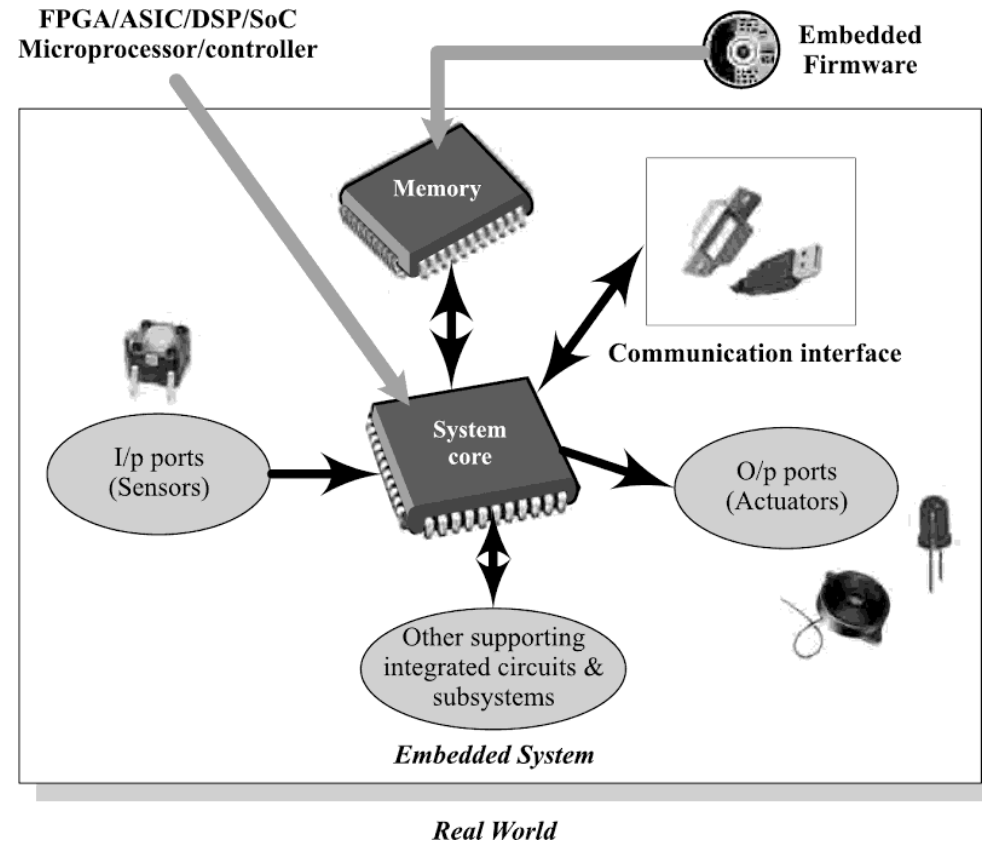 FPGA/ASIC/DSP/SoC
Microprocessor/controller
Embedded
Firmware
Memory
Communication interface
System
core
I/p ports
(Sensors)
O/p ports
(Actuators)
Other supporting
integrated circuits &
subsystems
Embedded System
Real World